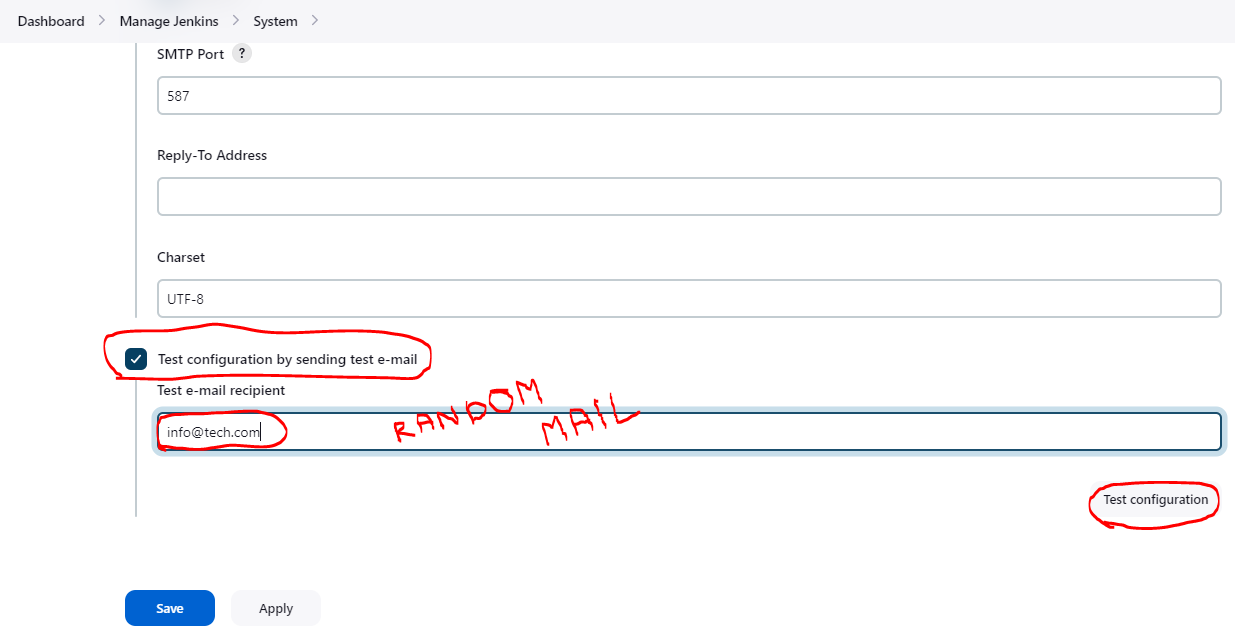 Dashboard > Manage Jenkins > System >
SMTP Port ?
587
Reply-To Address
Charset
UTF-8
Test configuration by sending test e-mail
Test e-mail recipient
info@tech.com
RANDOM
MAIL
Test configuration
Save Apply